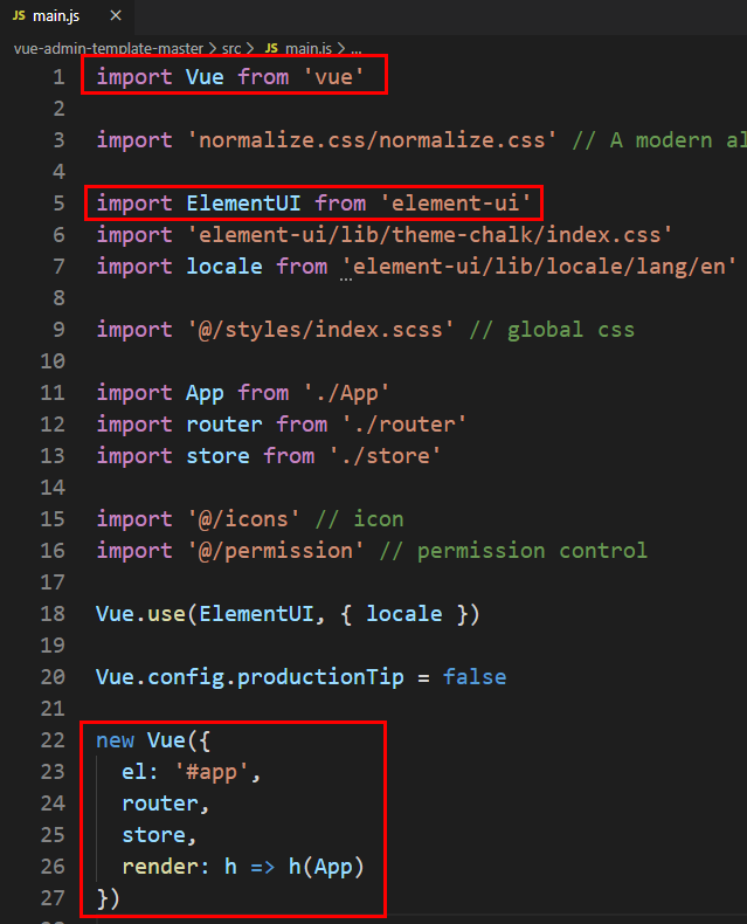 JS main.js ×
vue-admin-template-master > src > JS main.js > ...
1 import Vue from 'vue'
2
3 import 'normalize.css/normalize.css' // A modern al
4
5 import ElementUI from 'element-ui'
6 import 'element-ui/lib/theme-chalk/index.css'
7 import locale from 'element-ui/lib/locale/lang/en'
8
9 import '@/styles/index.scss' // global css
10
11 import App from './App'
12 import router from './router'
13 import store from './store'
14
15 import '@/icons' // icon
16 import '@/permission' // permission control
17
18 Vue.use(ElementUI, { locale })
19
20 Vue.config.productionTip = false
21
22 new Vue({
23 el: '#app',
24 router,
25 store,
26 render: h => h(App)
27 })